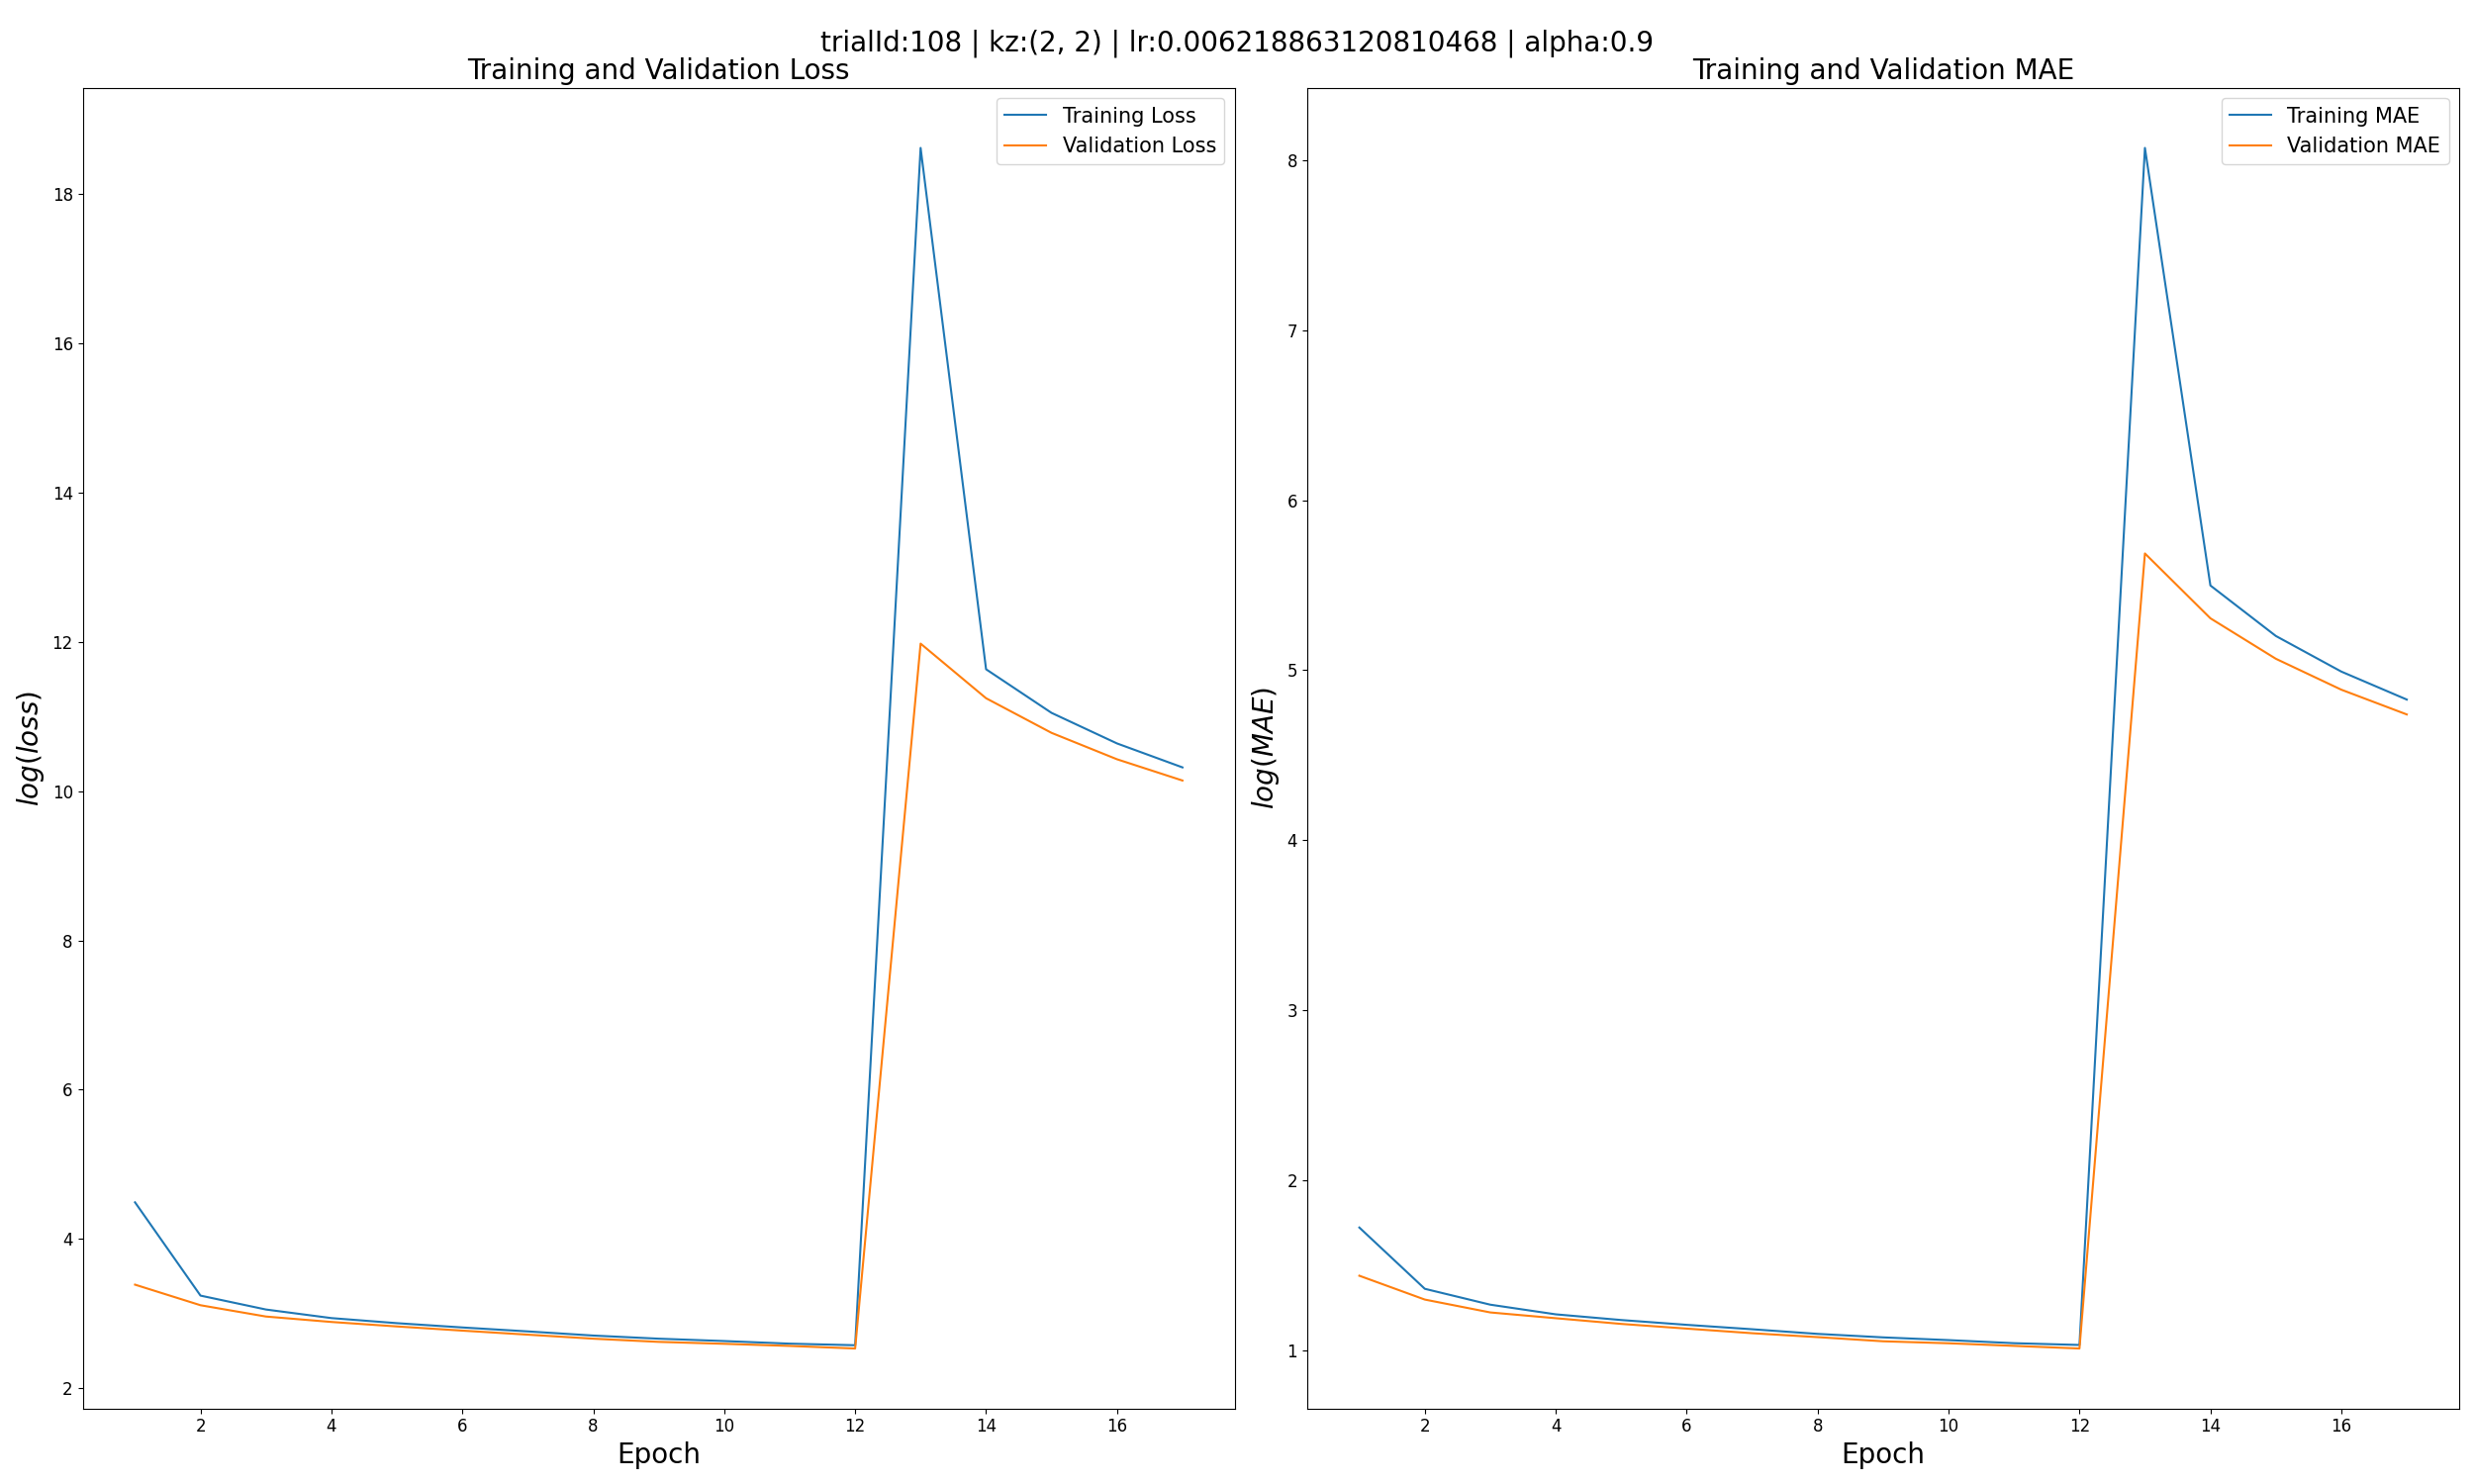 trialId:108 | kz:(2, 2) | lr:0.006218863120810468 | alpha:0.9
Training and Validation Loss
Training Loss
Validation Loss
18
16
14
12
10
8
6
4
2
log(loss)
2 4 6 8 10 12 14 16
Epoch
Training and Validation MAE
Training MAE
Validation MAE
8
7
6
5
4
3
2
1
log(MAE)
2 4 6 8 10 12 14 16
Epoch